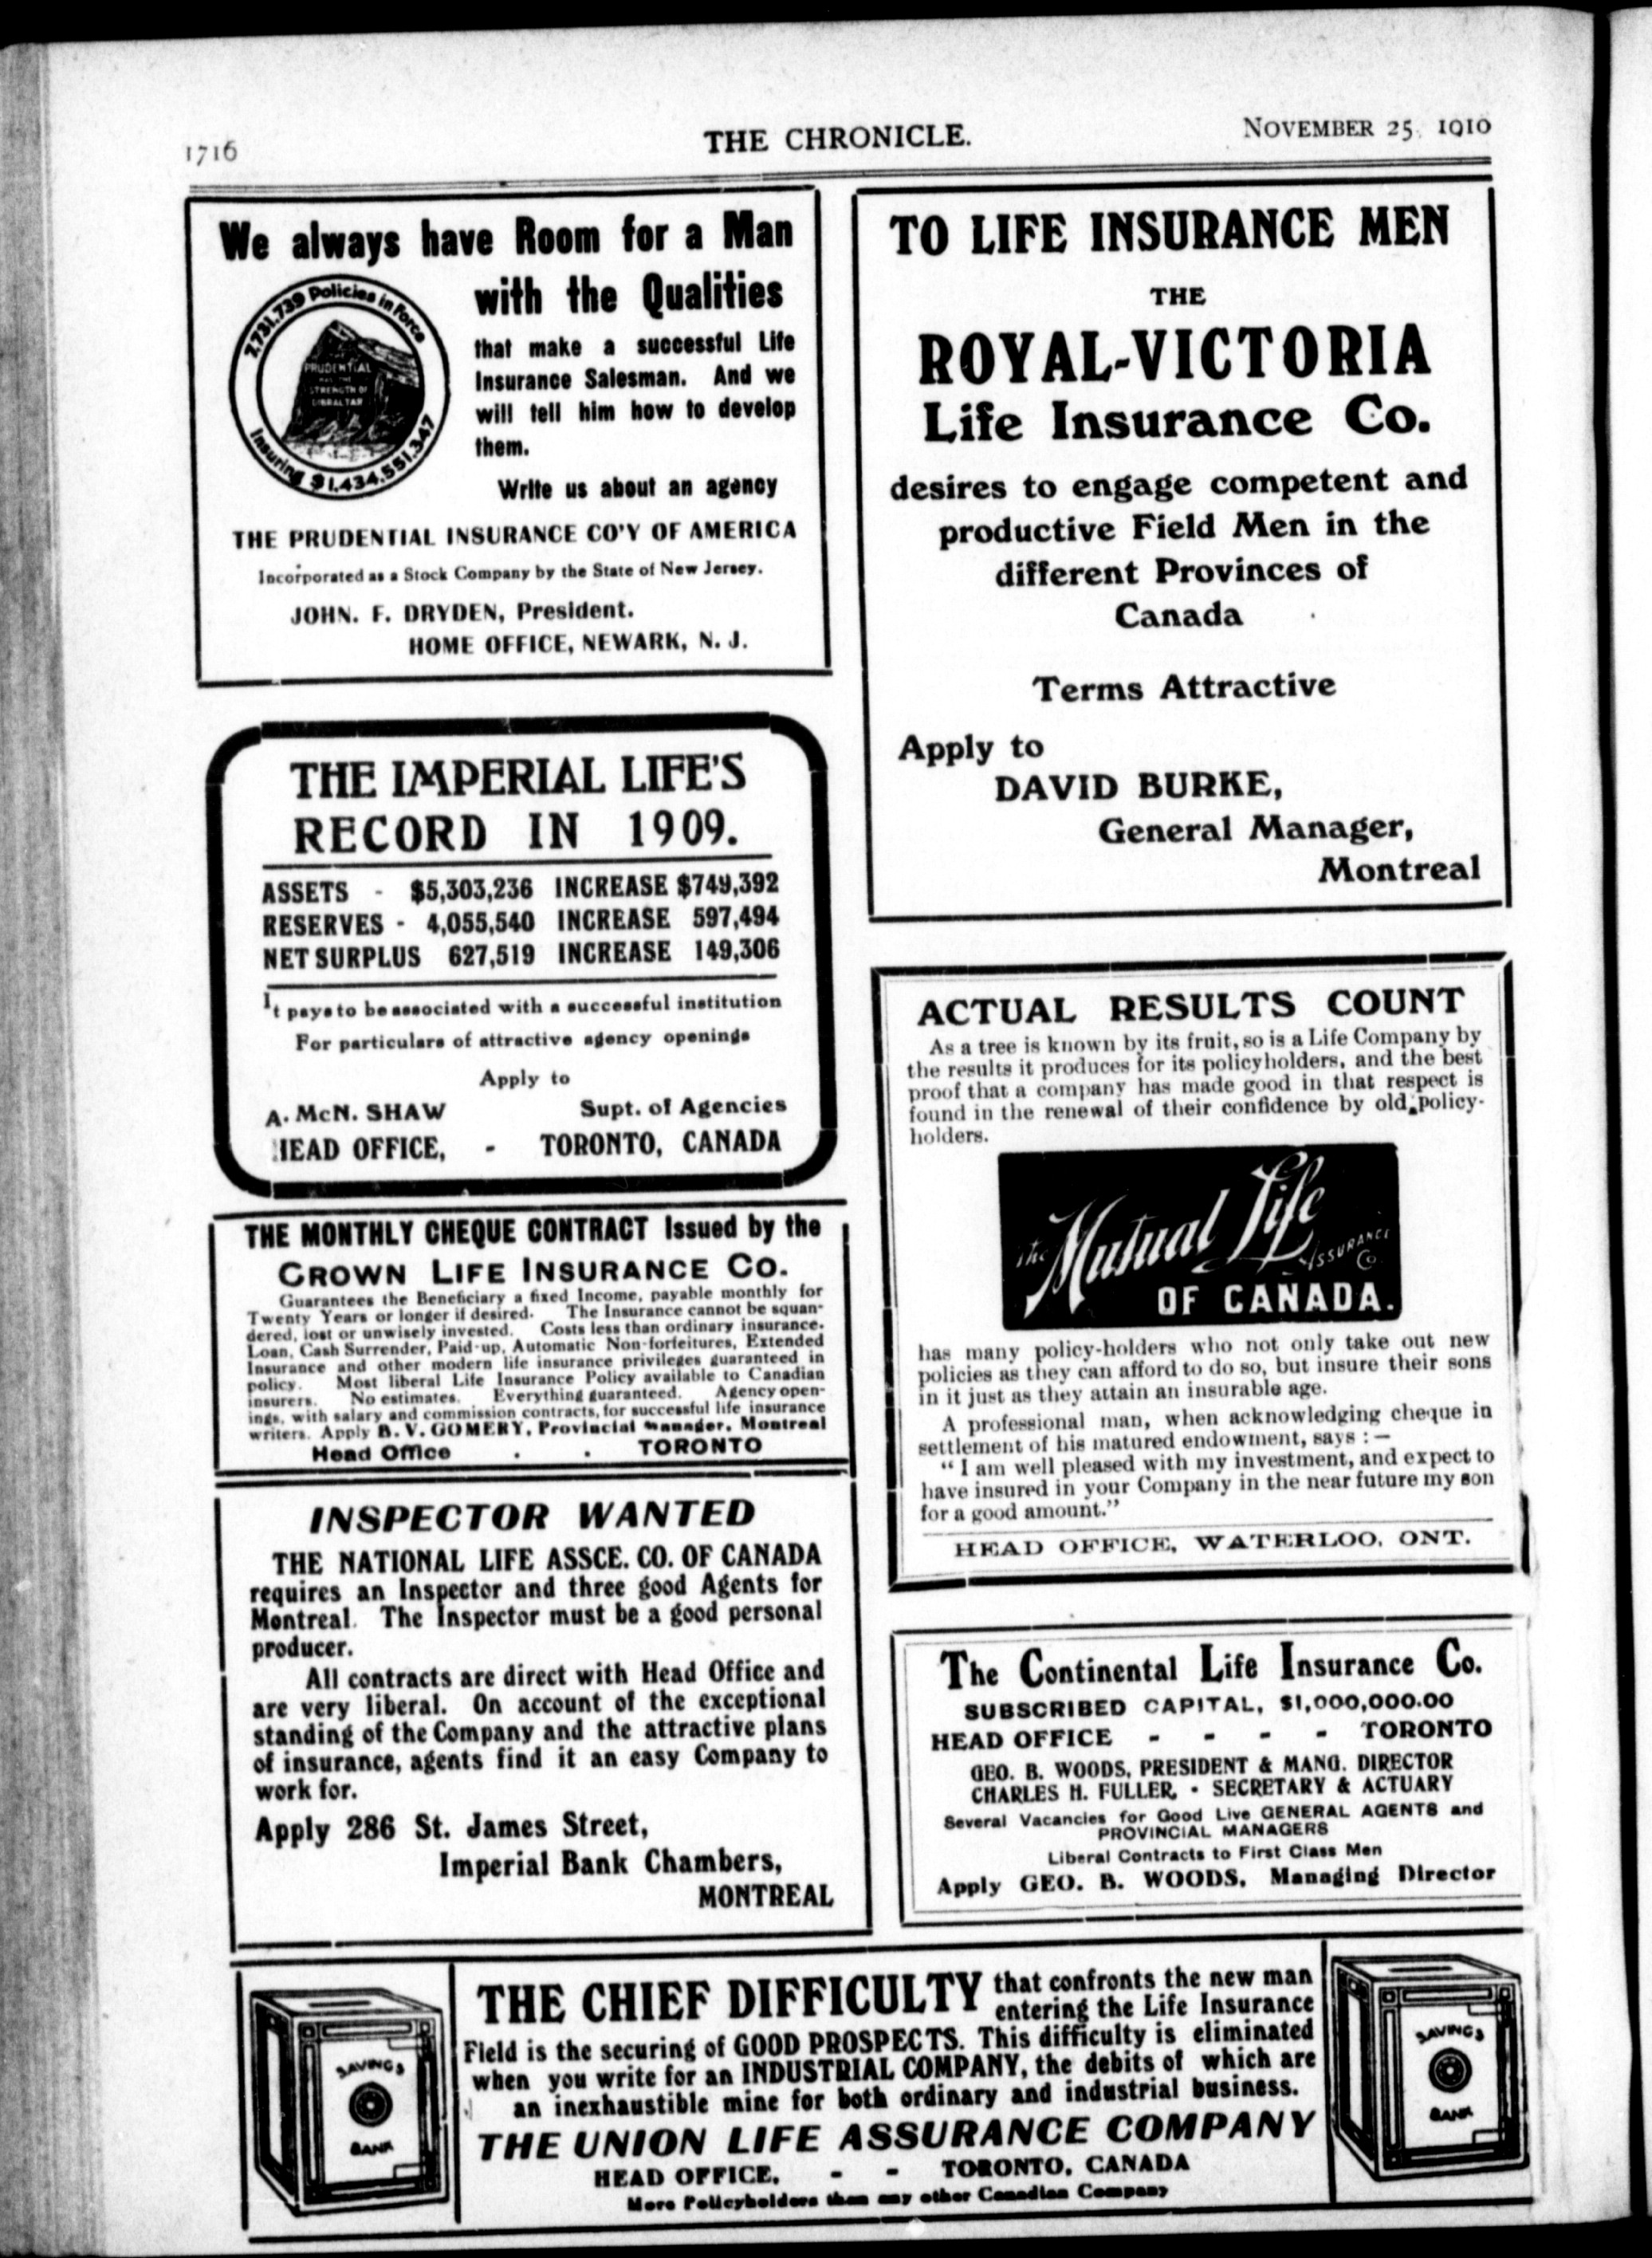 1716
THE CHRONICLE.
NOVEMBER 25, 1910
We always have Room for a Man
with the Qualities
that make a successful Life
Insurance Salesman. And we
will tell him how to develop
them.
Write us about an agency
7,731,739 Policies in Force
PRUDENTIAL
HAS THE
STRENGTH OF
GIBRALTAR
Insuring $1,434,551,347
THE PRUDENTIAL INSURANCE CO'Y OF AMERICA
Incorporated as a Stock Company by the State of New Jersey.
JOHN. F. DRYDEN, President.
HOME OFFICE, NEWARK, N. J.
THE IMPERIAL LIFE'S
RECORD IN 1909.
ASSETS - $5,303,236 INCREASE $749,392
RESERVES - 4,055,540 INCREASE 597,494
NET SURPLUS 627,519 INCREASE 149,306
It pays to be associated with a successful institution
For particulars of attractive agency openings
Apply to
A. McN. SHAW Supt. of Agencies
HEAD OFFICE, - TORONTO, CANADA
THE MONTHLY CHEQUE CONTRACT Issued by the
CROWN LIFE INSURANCE CO.
Guarantees the Beneficiary a fixed Income, payable monthly for
Twenty Years or longer if desired. The Insurance cannot be squan-
dered, lost or unwisely invested. Costs less than ordinary insurance.
Loan, Cash Surrender, Paid-up, Automatic Non-forfeitures, Extended
Insurance and other modern life insurance privileges guaranteed in
policy. Most liberal Life Insurance Policy available to Canadian
insurers. No estimates. Everything guaranteed. Agency open-
ings, with salary and commission contracts, for successful life insurance
writers. Apply B. V. GOMERY, Provincial Manager, Montreal
Head Office . . TORONTO
INSPECTOR WANTED
THE NATIONAL LIFE ASSCE. CO. OF CANADA
requires an Inspector and three good Agents for
Montreal. The Inspector must be a good personal
producer.
All contracts are direct with Head Office and
are very liberal. On account of the exceptional
standing of the Company and the attractive plans
of insurance, agents find it an easy Company to
work for.
Apply 286 St. James Street,
Imperial Bank Chambers,
MONTREAL
TO LIFE INSURANCE MEN
THE
ROYAL-VICTORIA
Life Insurance Co.
desires to engage competent and
productive Field Men in the
different Provinces of
Canada
Terms Attractive
Apply to
DAVID BURKE,
General Manager,
Montreal
ACTUAL RESULTS COUNT
As a tree is known by its fruit, so is a Life Company by
the results it produces for its policyholders, and the best
proof that a company has made good in that respect is
found in the renewal of their confidence by old policy-
holders.
The Mutual Life
ASSURANCE
Co.
OF CANADA.
has many policy-holders who not only take out new
policies as they can afford to do so, but insure their sons
in it just as they attain an insurable age.
A professional man, when acknowledging cheque in
settlement of his matured endowment, says :—
“I am well pleased with my investment, and expect to
have insured in your Company in the near future my son
for a good amount.”
HEAD OFFICE, WATERLOO, ONT.
The Continental Life Insurance Co.
SUBSCRIBED CAPITAL, $1,000,000.00
HEAD OFFICE - - - - TORONTO
GEO. B. WOODS, PRESIDENT & MANG. DIRECTOR
CHARLES H. FULLER, - SECRETARY & ACTUARY
Several Vacancies for Good Live GENERAL AGENTS and
PROVINCIAL MANAGERS
Liberal Contracts to First Class Men
Apply GEO. B. WOODS, Managing Director
SAVINGS
BANK
THE CHIEF DIFFICULTY that confronts the new man
entering the Life Insurance
Field is the securing of GOOD PROSPECTS. This difficulty is eliminated
when you write for an INDUSTRIAL COMPANY, the debits of which are
an inexhaustible mine for both ordinary and industrial business.
THE UNION LIFE ASSURANCE COMPANY
HEAD OFFICE, - - TORONTO, CANADA
More Policyholders than any other Canadian Company
SAVINGS
BANK